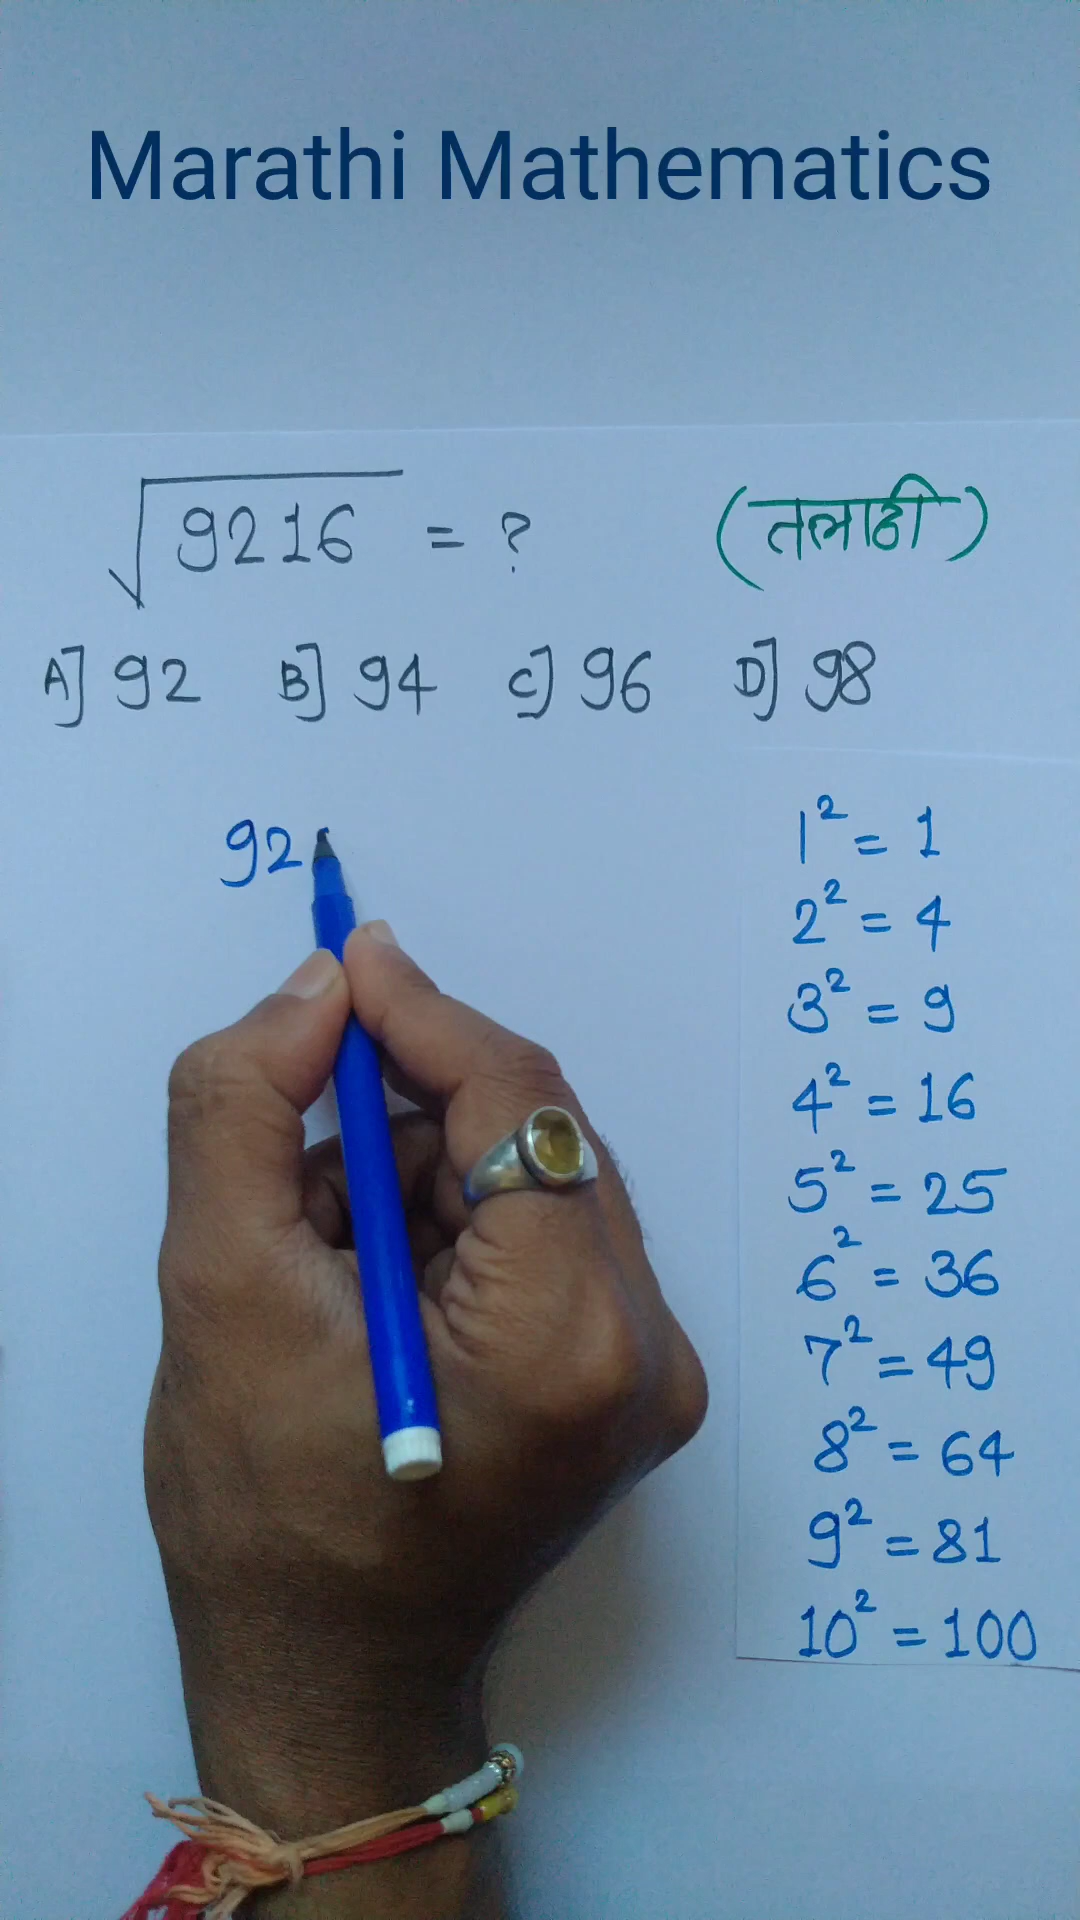 Marathi Mathematics
√9216 = ? (तलाठी)
A] 92 B] 94 C] 96 D] 98
92
1² = 1
2² = 4
3² = 9
4² = 16
5² = 25
6² = 36
7² = 49
8² = 64
9² = 81
10² = 100